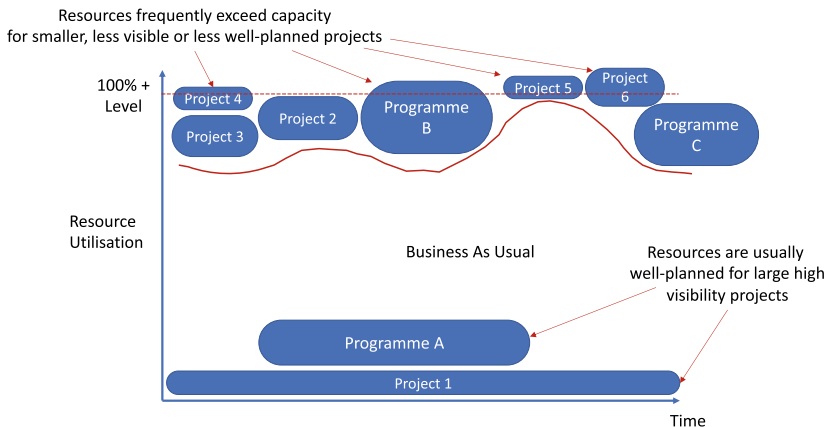 Resources frequently exceed capacity
for smaller, less visible or less well-planned projects
100% +
Level
Project 4
Project 3
Project 2
Programme
B
Project 5
Project
6
Programme
C
Resource
Utilisation
Business As Usual
Resources are usually
well-planned for large high
visibility projects
Programme A
Project 1
Time